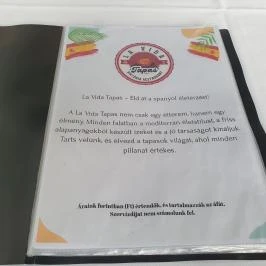 LA VIDA
Tapas
La Vida Tapas – Éld át a spanyol életérzést!
A La Vida Tapas nem csak egy étterem, hanem egy
élmény. Minden falatban a mediterrán életstílust, a friss
alapanyagokból készült ízeket és a jó társaságot kínáljuk.
Tarts velünk, és élvezd a tapasok világát, ahol minden
pillanat értékes.
Áraink forintban (Ft) értendők, és tartalmazzák az áfát.
Szervizdíjat nem számolunk fel.